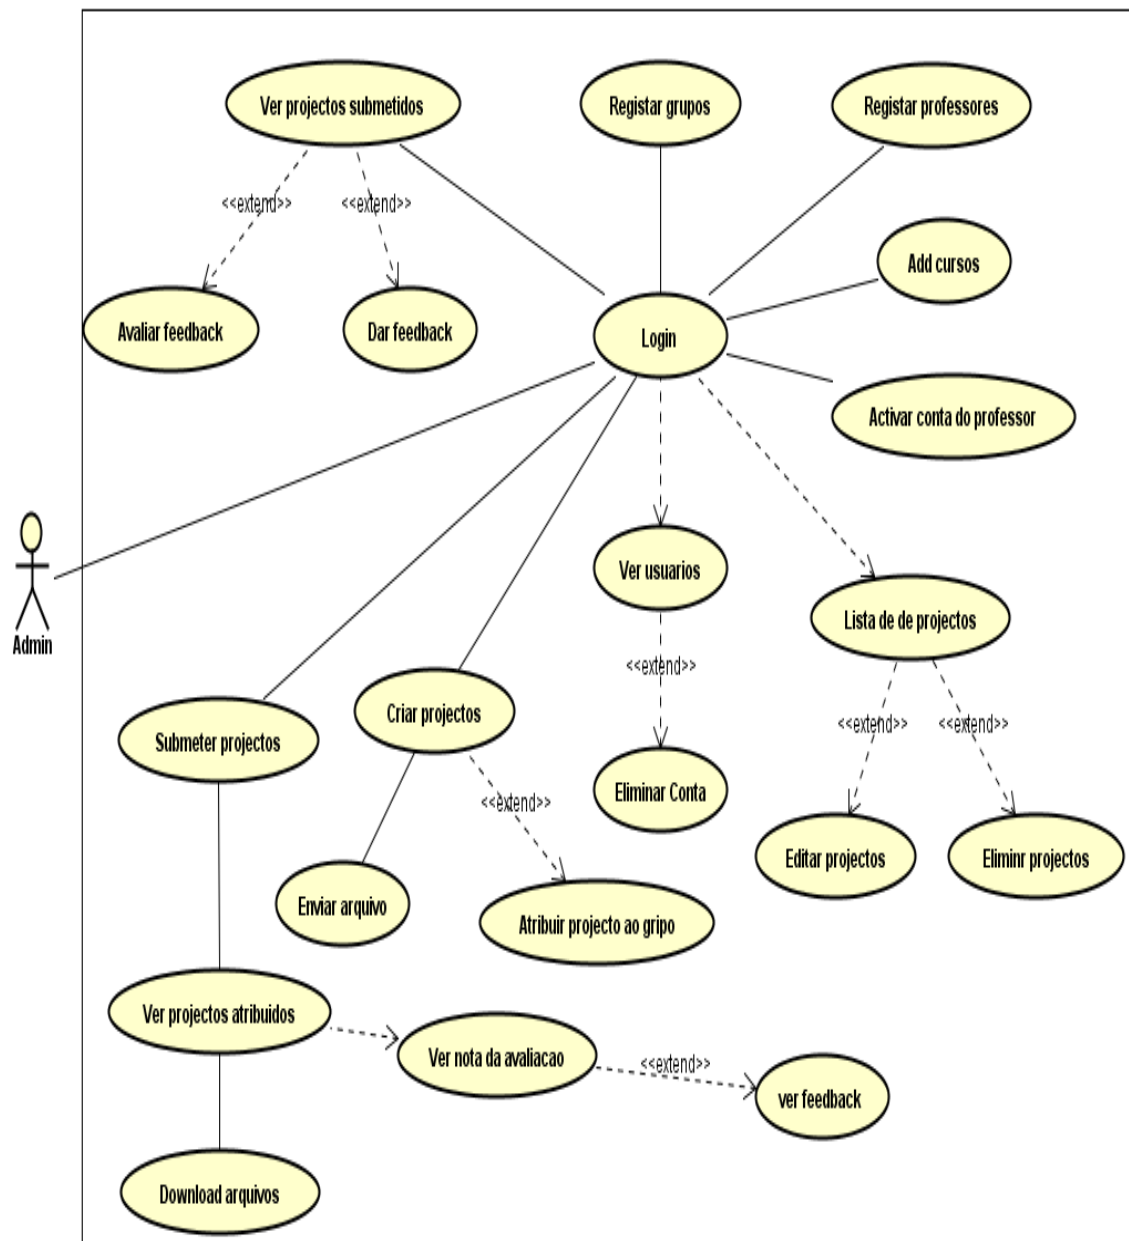 Ver projectos submetidos
Registar grupos
Registar professores
<<extend>>
<<extend>>
Add cursos
Avaliar feedback
Dar feedback
Login
Activar conta do professor
Admin
Ver usuarios
Lista de de projectos
<<extend>>
Criar projectos
Submeter projectos
<<extend>>
<<extend>>
<<extend>>
Eliminar Conta
Editar projectos
Eliminr projectos
Enviar arquivo
Atribuir projecto ao gripo
Ver projectos atribuidos
Ver nota da avaliacao
<<extend>>
ver feedback
Download arquivos